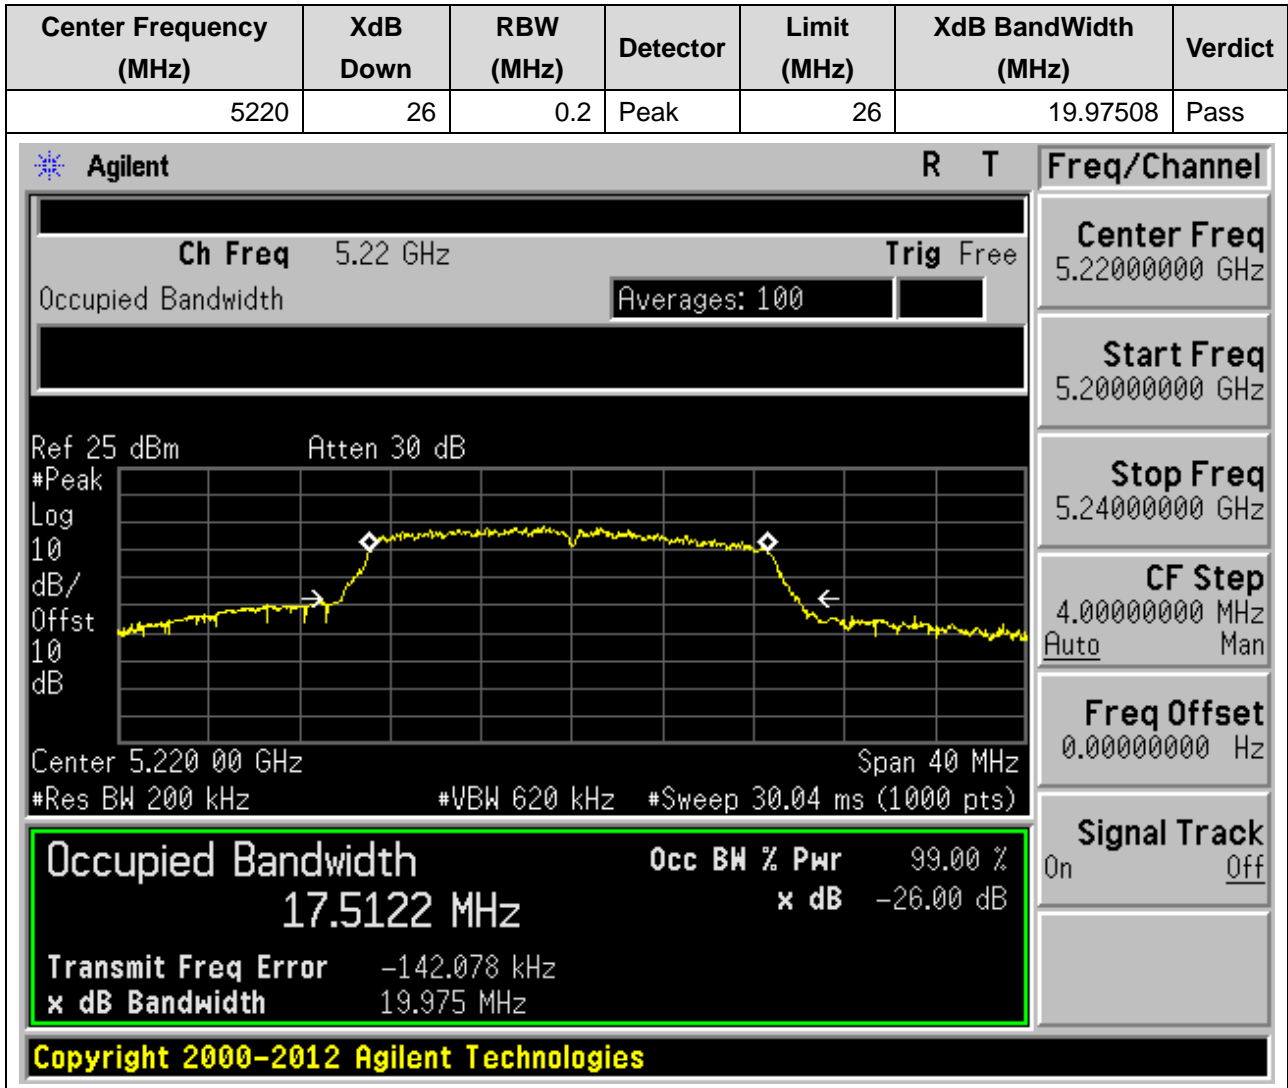 Center Frequency (MHz) XdB Down RBW (MHz) Detector Limit (MHz) XdB BandWidth (MHz) Verdict
5220 26 0.2 Peak 26 19.97508 Pass
Agilent R T
Ch Freq 5.22 GHz Trig Free
Occupied Bandwidth Averages: 100
Ref 25 dBm Atten 30 dB
#Peak
Log
10
dB/
Offst
10
dB
Center 5.220 00 GHz Span 40 MHz
#Res BW 200 kHz #VBW 620 kHz #Sweep 30.04 ms (1000 pts)
Occupied Bandwidth Occ BW % Pwr 99.00 %
17.5122 MHz x dB -26.00 dB
Transmit Freq Error -142.078 kHz
x dB Bandwidth 19.975 MHz
Copyright 2000-2012 Agilent Technologies
Freq/Channel
Center Freq
5.22000000 GHz
Start Freq
5.20000000 GHz
Stop Freq
5.24000000 GHz
CF Step
4.00000000 MHz
Auto Man
Freq Offset
0.00000000 Hz
Signal Track
On Off